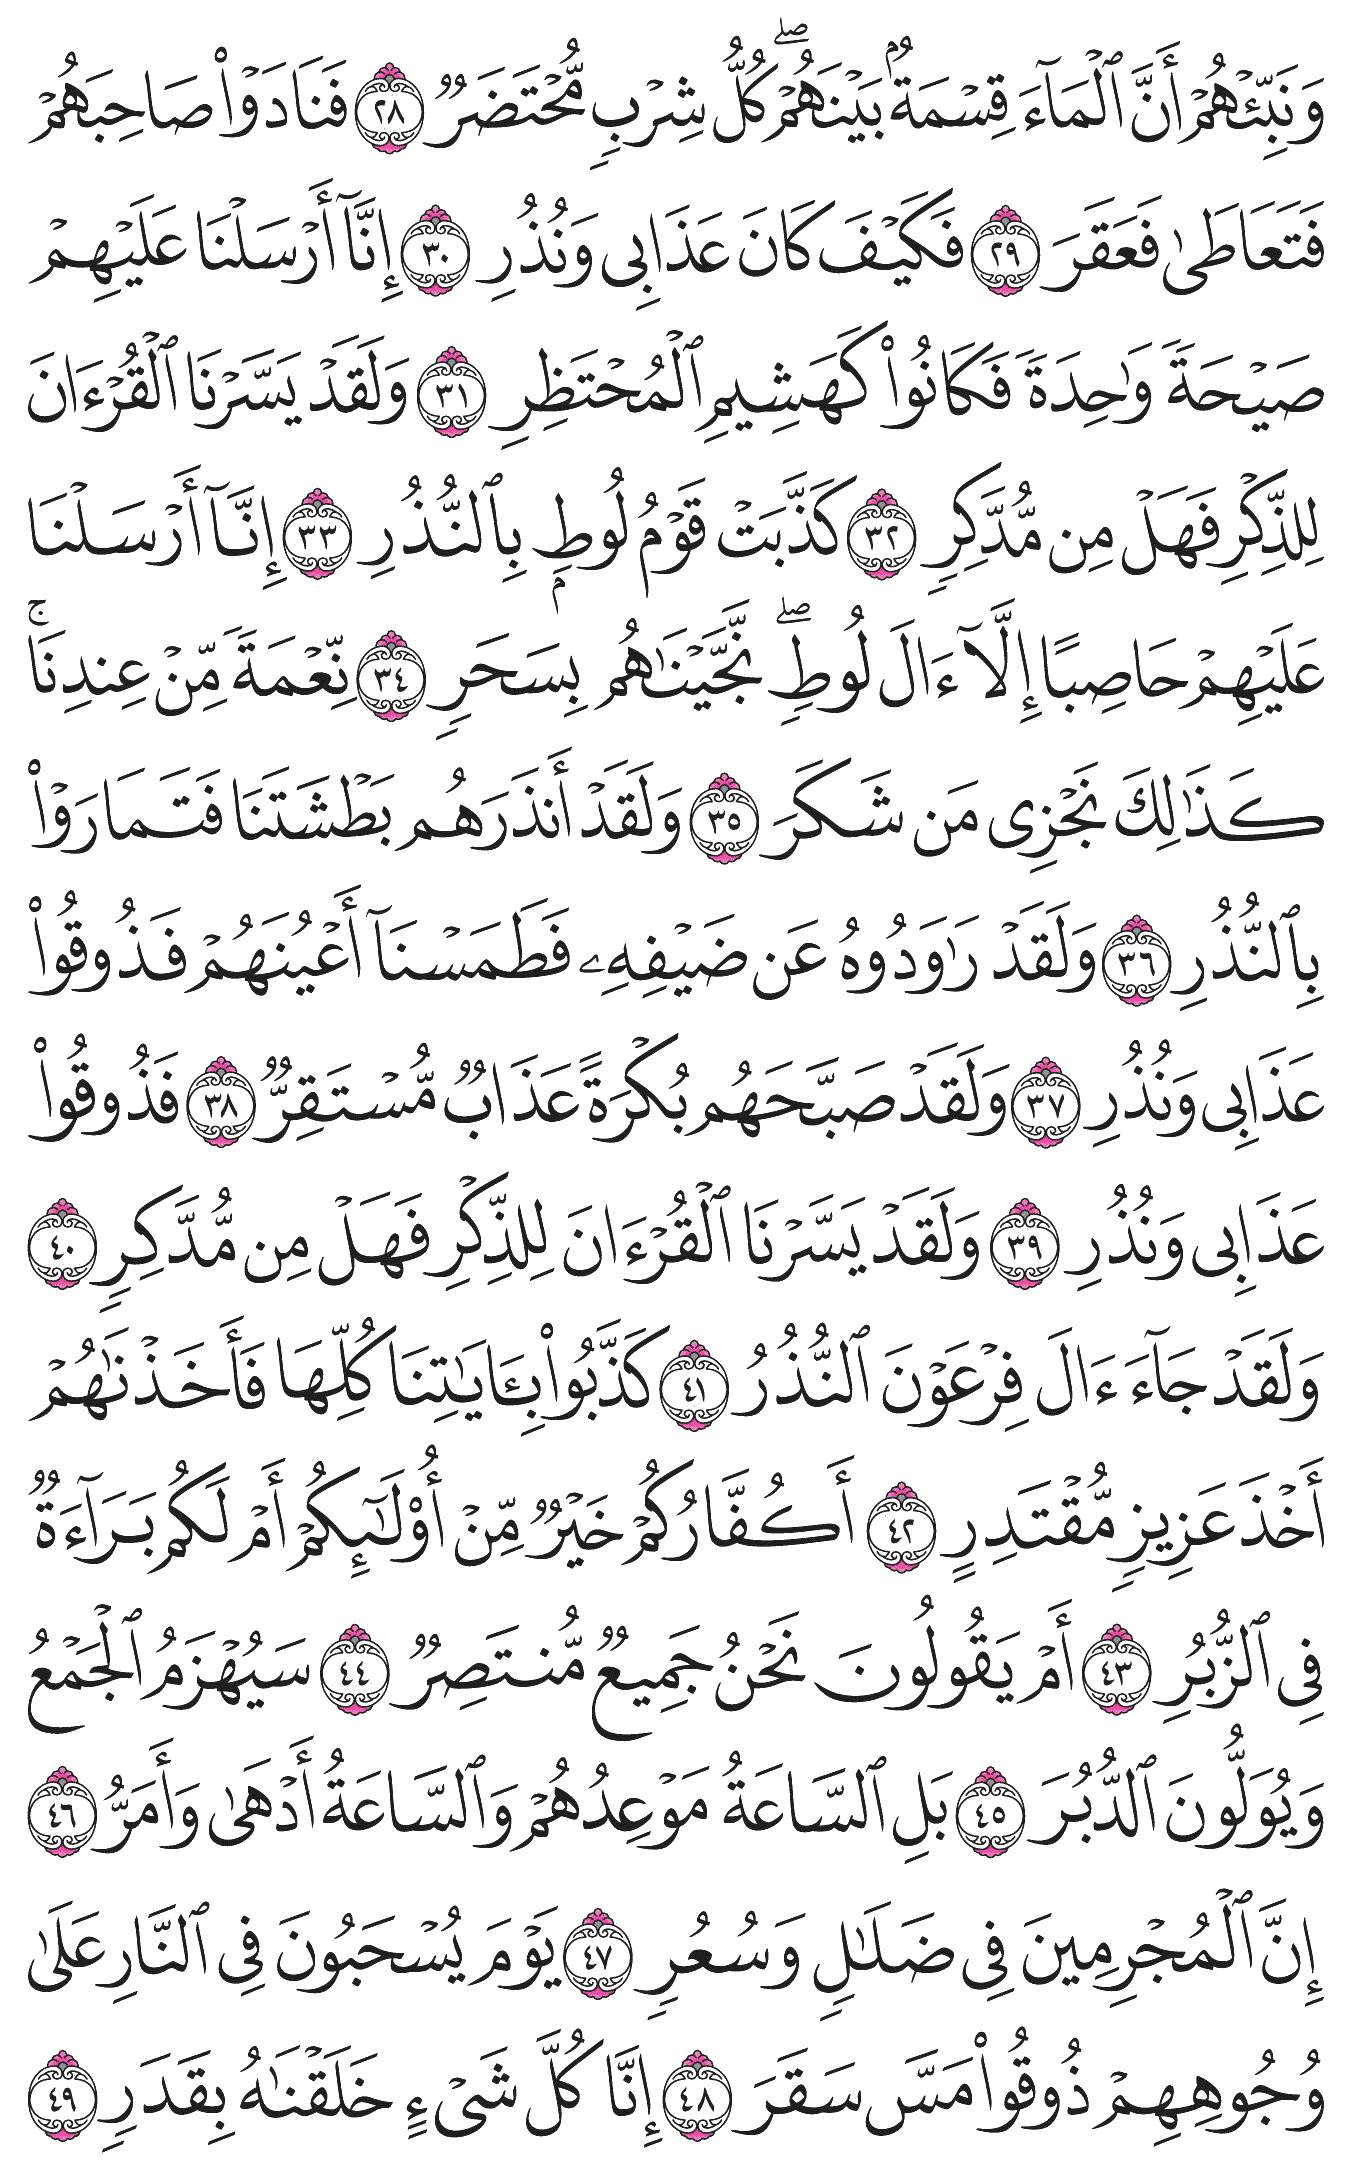 وَنَبِّئۡهُمۡ أَنَّ ٱلۡمَآءَ قِسۡمَةُۢ بَيۡنَهُمۡۖ كُلُّ شِرۡبٖ مُّحۡتَضَرٞ ٢٨ فَنَادَوۡاْ صَاحِبَهُمۡ
فَتَعَاطَىٰ فَعَقَرَ ٢٩ فَكَيۡفَ كَانَ عَذَابِي وَنُذُرِ ٣٠ إِنَّآ أَرۡسَلۡنَا عَلَيۡهِمۡ
صَيۡحَةٗ وَٰحِدَةٗ فَكَانُواْ كَهَشِيمِ ٱلۡمُحۡتَظِرِ ٣١ وَلَقَدۡ يَسَّرۡنَا ٱلۡقُرۡءَانَ
لِلذِّكۡرِ فَهَلۡ مِن مُّدَّكِرٖ ٣٢ كَذَّبَتۡ قَوۡمُ لُوطِۭ بِٱلنُّذُرِ ٣٣ إِنَّآ أَرۡسَلۡنَا
عَلَيۡهِمۡ حَاصِبًا إِلَّآ ءَالَ لُوطٖۖ نَّجَّيۡنَٰهُم بِسَحَرٖ ٣٤ نِّعۡمَةٗ مِّنۡ عِندِنَاۚ
كَذَٰلِكَ نَجۡزِي مَن شَكَرَ ٣٥ وَلَقَدۡ أَنذَرَهُم بَطۡشَتَنَا فَتَمَارَوۡاْ
بِٱلنُّذُرِ ٣٦ وَلَقَدۡ رَٰوَدُوهُ عَن ضَيۡفِهِۦ فَطَمَسۡنَآ أَعۡيُنَهُمۡ فَذُوقُواْ
عَذَابِي وَنُذُرِ ٣٧ وَلَقَدۡ صَبَّحَهُم بُكۡرَةً عَذَابٞ مُّسۡتَقِرّٞ ٣٨ فَذُوقُواْ
عَذَابِي وَنُذُرِ ٣٩ وَلَقَدۡ يَسَّرۡنَا ٱلۡقُرۡءَانَ لِلذِّكۡرِ فَهَلۡ مِن مُّدَّكِرٖ ٤٠
وَلَقَدۡ جَآءَ ءَالَ فِرۡعَوۡنَ ٱلنُّذُرُ ٤١ كَذَّبُواْ بِـَٔايَٰتِنَا كُلِّهَا فَأَخَذۡنَٰهُمۡ
أَخۡذَ عَزِيزٖ مُّقۡتَدِرٍ ٤٢ أَكُفَّارُكُمۡ خَيۡرٞ مِّنۡ أُوْلَٰٓئِكُمۡ أَمۡ لَكُم بَرَآءَةٞ
فِي ٱلزُّبُرِ ٤٣ أَمۡ يَقُولُونَ نَحۡنُ جَمِيعٞ مُّنتَصِرٞ ٤٤ سَيُهۡزَمُ ٱلۡجَمۡعُ
وَيُوَلُّونَ ٱلدُّبُرَ ٤٥ بَلِ ٱلسَّاعَةُ مَوۡعِدُهُمۡ وَٱلسَّاعَةُ أَدۡهَىٰ وَأَمَرُّ ٤٦
إِنَّ ٱلۡمُجۡرِمِينَ فِي ضَلَٰلٖ وَسُعُرٖ ٤٧ يَوۡمَ يُسۡحَبُونَ فِي ٱلنَّارِ عَلَىٰ
وُجُوهِهِمۡ ذُوقُواْ مَسَّ سَقَرَ ٤٨ إِنَّا كُلَّ شَيۡءٍ خَلَقۡنَٰهُ بِقَدَرٖ ٤٩